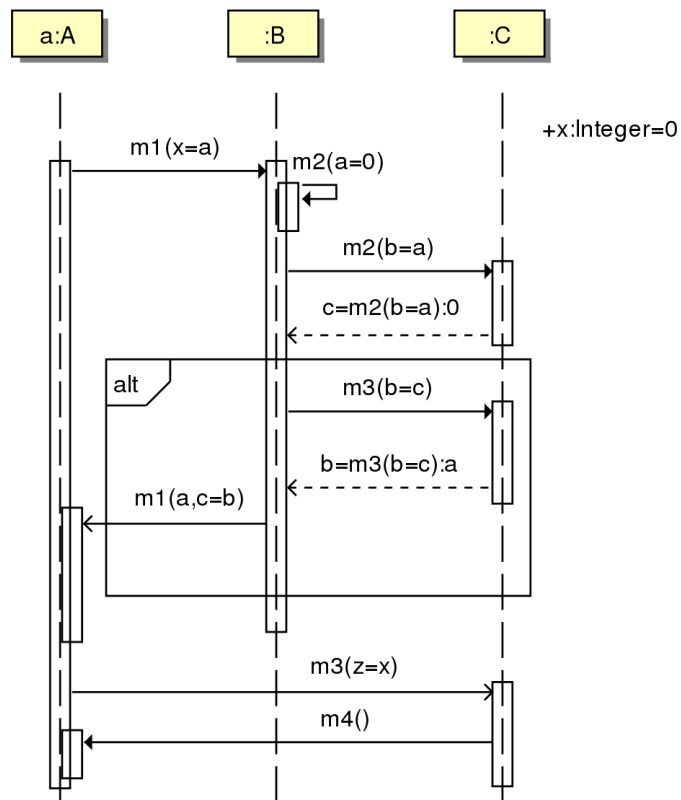 a:A
:B
:C
+x:Integer=0
m1(x=a)
m2(a=0)
m2(b=a)
c=m2(b=a):0
alt
m3(b=c)
b=m3(b=c):a
m1(a,c=b)
m3(z=x)
m4()